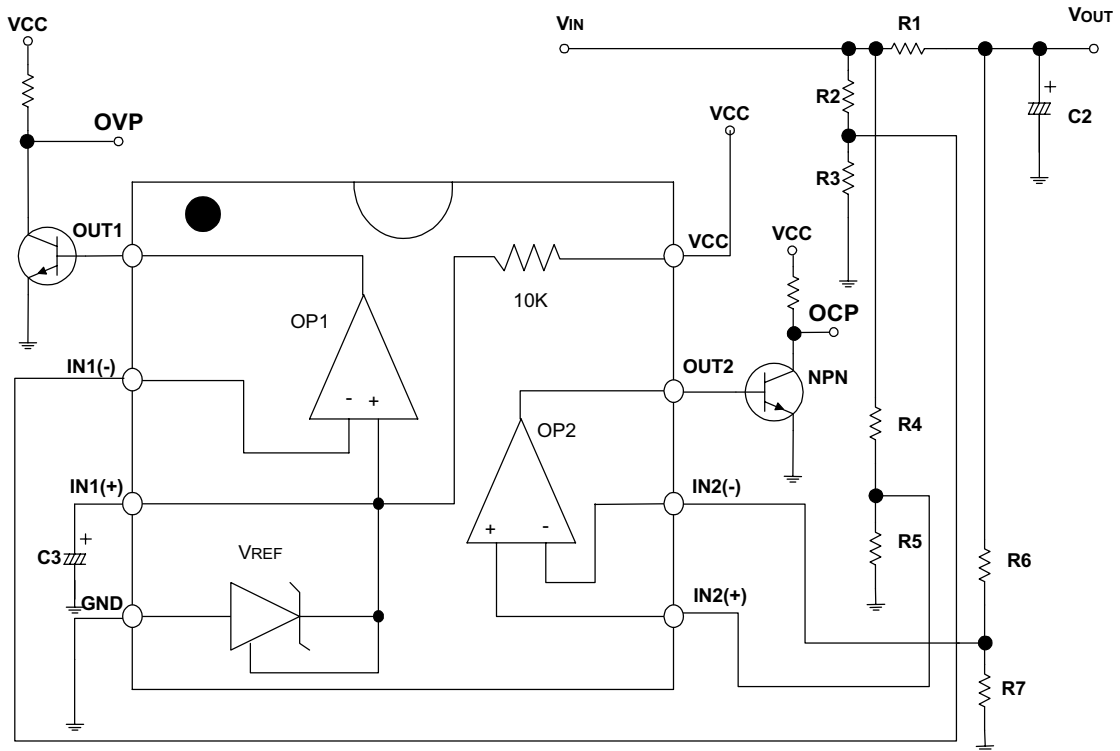 VCC
OVP
VIN
R1
VOUT
R2
+
C2
VCC
R3
OUT1
VCC
VCC
10K
OP1
OCP
IN1(-)
OUT2
NPN
- +
OP2
R4
IN1(+)
IN2(-)
+ -
+
C3
VREF
R5
R6
GND
IN2(+)
R7